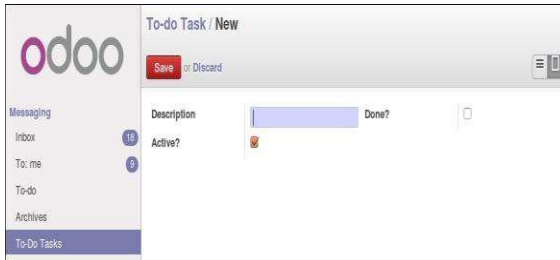 odoo
To-do Task / New
Save or Discard
Messaging
Inbox 18
To: me 9
To-do
Archives
To-Do Tasks
Description
Done?
Active?